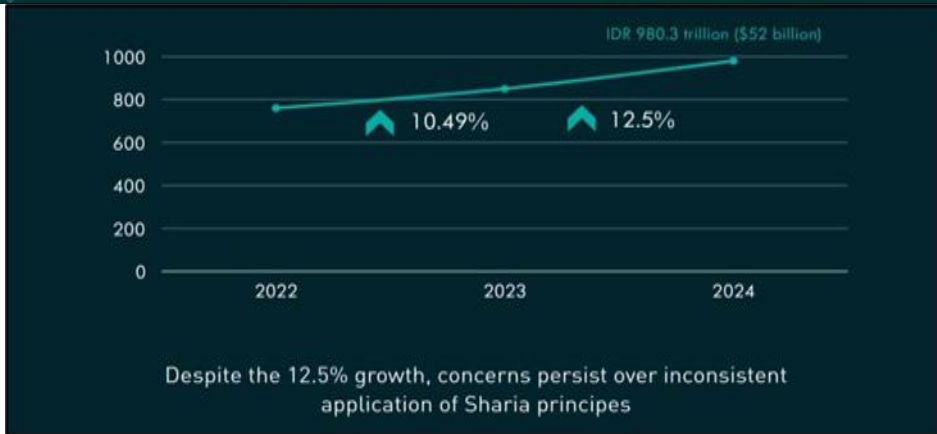 IDR 980.3 trillion ($52 billion)
1000
800
10.49%
12.5%
600
400
200
0
2022 2023 2024
Despite the 12.5% growth, concerns persist over inconsistent
application of Sharia principes